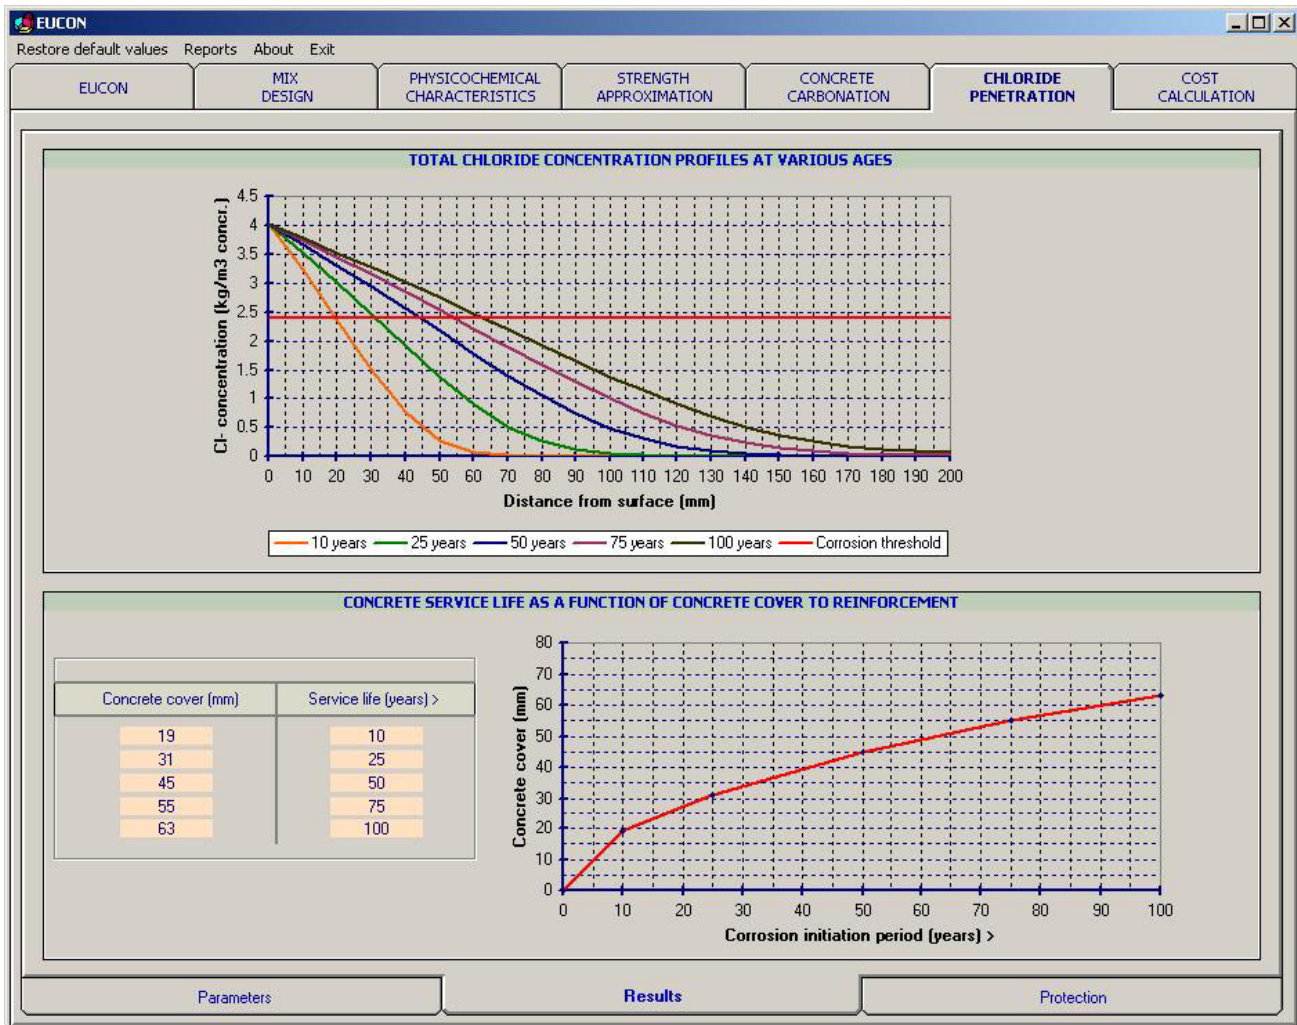 EUCON
Restore default values Reports About Exit
EUCON
MIX
DESIGN
PHYSICOCHEMICAL
CHARACTERISTICS
STRENGTH
APPROXIMATION
CONCRETE
CARBONATION
CHLORIDE
PENETRATION
COST
CALCULATION
TOTAL CHLORIDE CONCENTRATION PROFILES AT VARIOUS AGES
Cl- concentration (kg/m3 concr.)
4.5
4
3.5
3
2.5
2
1.5
1
0.5
0
0 10 20 30 40 50 60 70 80 90 100 110 120 130 140 150 160 170 180 190 200
Distance from surface (mm)
10 years 25 years 50 years 75 years 100 years Corrosion threshold
CONCRETE SERVICE LIFE AS A FUNCTION OF CONCRETE COVER TO REINFORCEMENT
Concrete cover (mm) Service life (years) >
19 10
31 25
45 50
55 75
63 100
Concrete cover (mm)
80
70
60
50
40
30
20
10
0
0 10 20 30 40 50 60 70 80 90 100
Corrosion initiation period (years) >
Parameters Results Protection